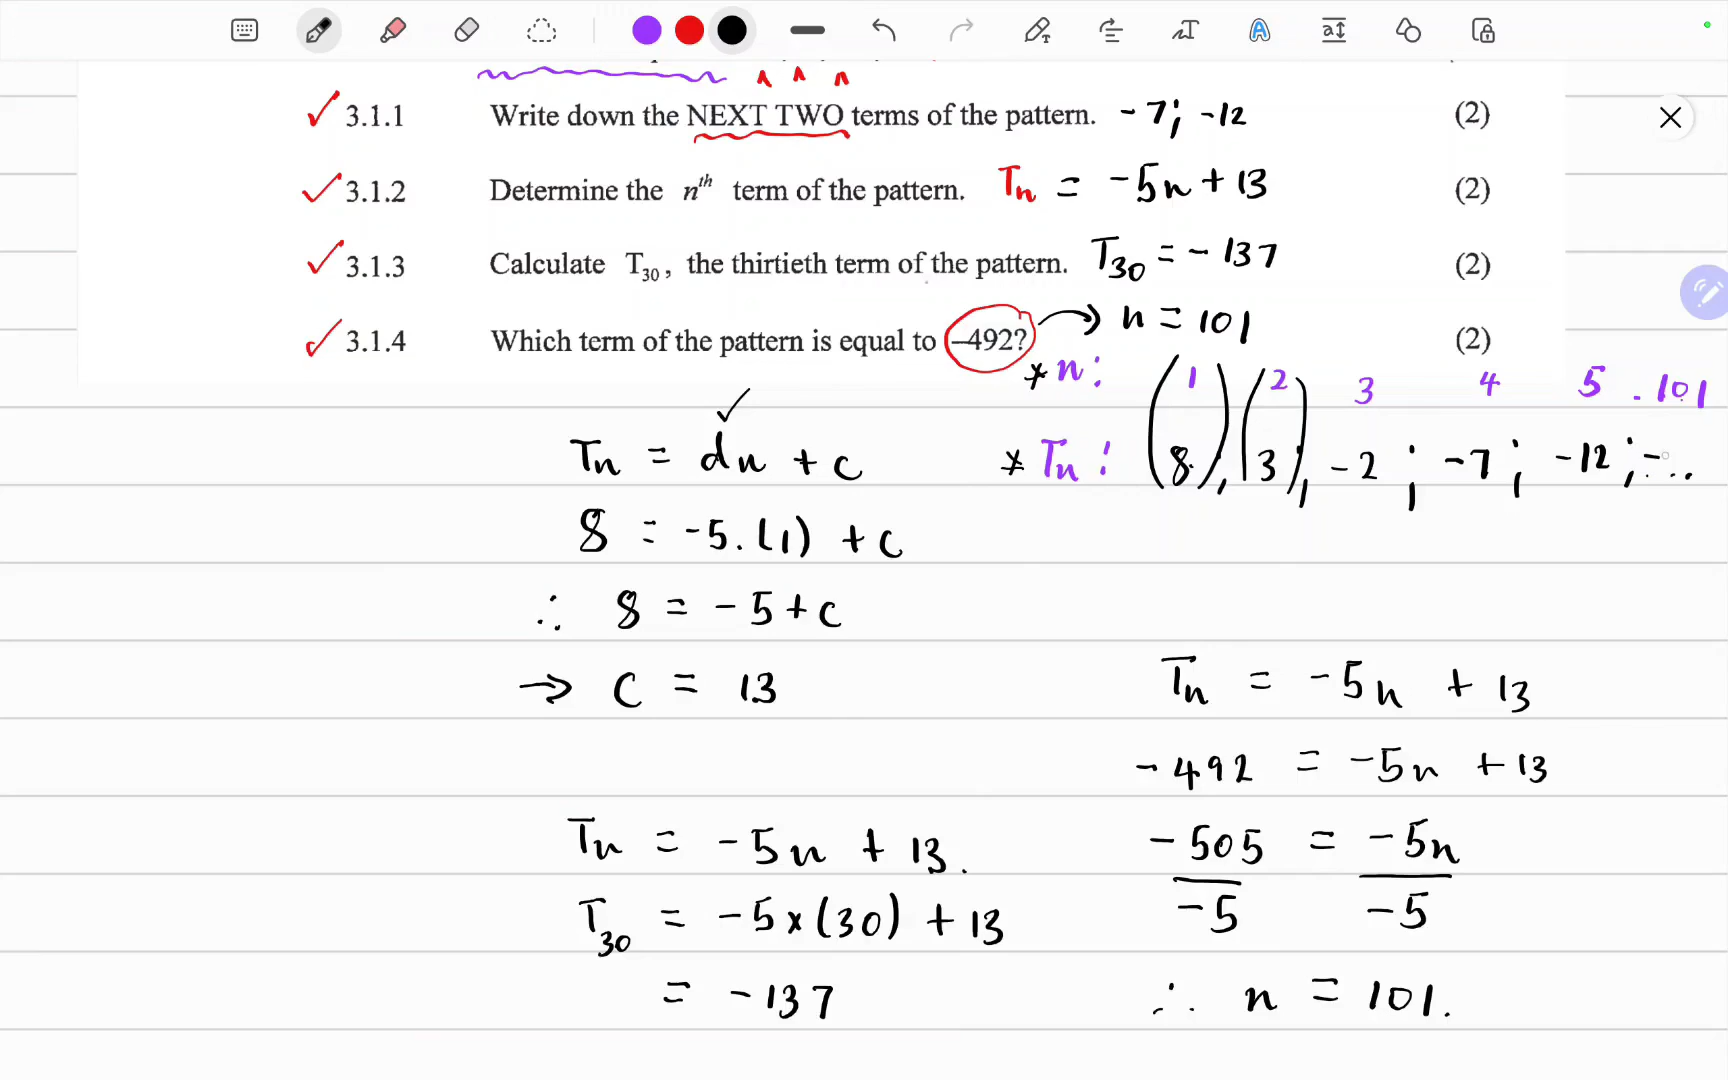 3.1.1 Write down the NEXT TWO terms of the pattern. -7; -12 (2)
3.1.2 Determine the nᵗʰ term of the pattern. Tn = -5n + 13 (2)
3.1.3 Calculate T₃₀, the thirtieth term of the pattern. T₃₀ = -137 (2)
3.1.4 Which term of the pattern is equal to –492? → n = 101 (2)
* n: (1 (2 3 4 5 . 101
* Tn: 8), 3), -2 ; -7 ; -12 ; -...
Tn = dn + c
8 = -5.(1) + c
∴ 8 = -5 + c
→ c = 13
Tn = -5n + 13.
T₃₀ = -5 × (30) + 13
= -137
Tn = -5n + 13
-492 = -5n + 13
-505 = -5n
-5 -5
∴ n = 101.